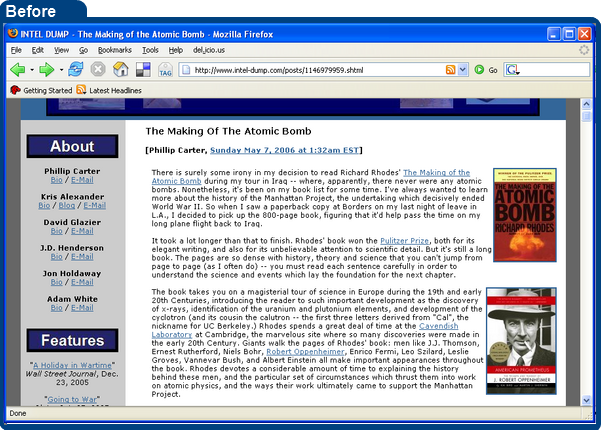 Before
INTEL DUMP - The Making of the Atomic Bomb - Mozilla Firefox
File Edit View Go Bookmarks Tools Help del.icio.us
TAG
http://www.intel-dump.com/posts/1146979959.shtml
Go
G
Getting Started
Latest Headlines
About
Phillip Carter
Bio / E-Mail
Kris Alexander
Bio / Blog / E-Mail
David Glazier
Bio / E-Mail
J.D. Henderson
Bio / E-Mail
Jon Holdaway
Bio / E-Mail
Adam White
Bio / E-Mail
Features
"A Holiday in Wartime"
Wall Street Journal, Dec.
23, 2005
"Going to War"
The Making Of The Atomic Bomb
[Phillip Carter, Sunday May 7, 2006 at 1:32am EST]
There is surely some irony in my decision to read Richard Rhodes' The Making of the
Atomic Bomb during my tour in Iraq -- where, apparently, there never were any atomic
bombs. Nonetheless, it's been on my book list for some time. I've always wanted to learn
more about the history of the Manhattan Project, the undertaking which decisively ended
World War II. So when I saw a paperback copy at Borders on my last night of leave in
L.A., I decided to pick up the 800-page book, figuring that it'd help pass the time on my
long plane flight back to Iraq.
It took a lot longer than that to finish. Rhodes' book won the Pulitzer Prize, both for its
elegant writing, and also for its unbelievable attention to scientific detail. But it's still a long
book. The pages are so dense with history, theory and science that you can't jump from
page to page (as I often do) -- you must read each sentence carefully in order to
understand the science and events which lay the foundation for the next chapter.
The book takes you on a magisterial tour of science in Europe during the 19th and early
20th Centuries, introducing the reader to such important development as the discovery
of x-rays, identification of the uranium and plutonium elements, and development of the
cyclotron (and its cousin the calutron -- the first three letters derived from "Cal", the
nickname for UC Berkeley.) Rhodes spends a great deal of time at the Cavendish
Laboratory at Cambridge, the marvelous site where so many discoveries were made in
the early 20th Century. Giants walk the pages of Rhodes' book: men like J.J. Thomson,
Ernest Rutherford, Niels Bohr, Robert Oppenheimer, Enrico Fermi, Leo Szilard, Leslie
Groves, Vannevar Bush, and Albert Einstein all make important appearances throughout
the book. Rhodes devotes a considerable amount of time to explaining the history
behind these men, and the particular set of circumstances which thrust them into work
on atomic physics, and the ways their work ultimately came to support the Manhattan
Project.
WINNER OF THE PULITZER PRIZE
THE MAKING OF THE
ATOMIC
BOMB
RICHARD
RHODES
AMERICAN PROMETHEUS
J. ROBERT OPPENHEIMER
Done